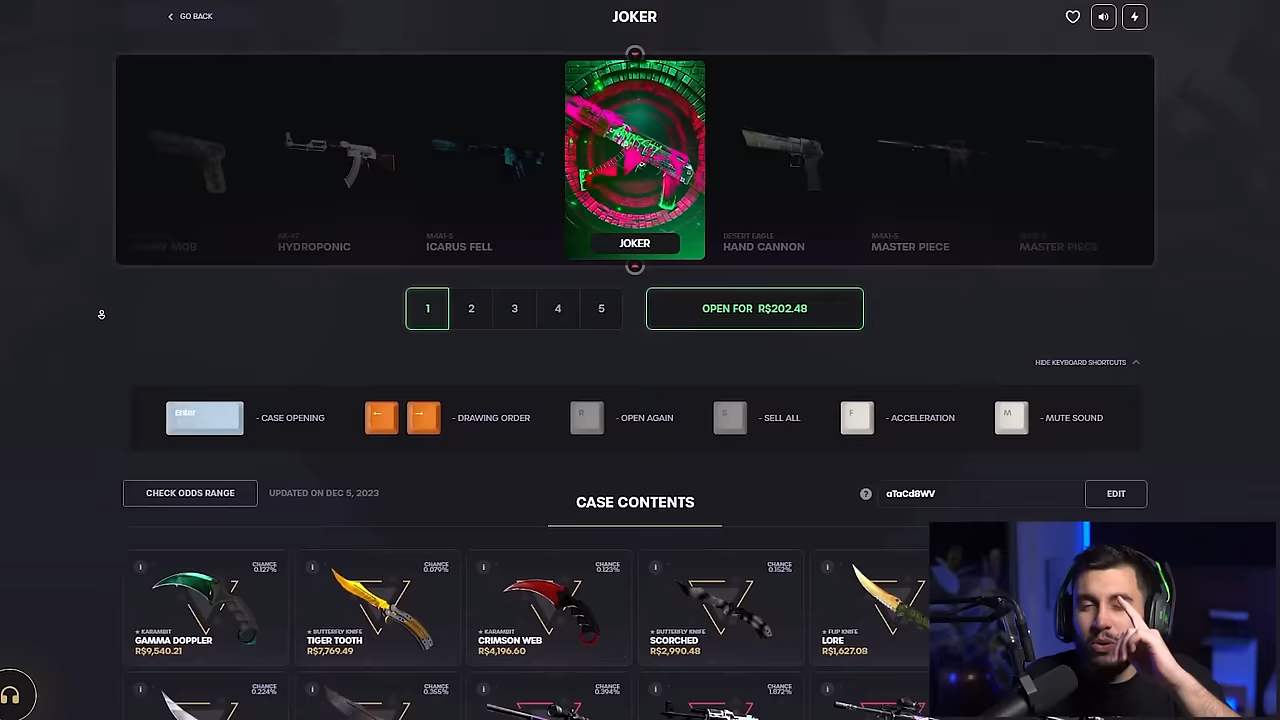 GO BACK
JOKER
AK-47
HYDROPONIC
M4A1-S
ICARUS FELL
JOKER
DESERT EAGLE
HAND CANNON
M4A1-S
MASTER PIECE
MASTER PIECE
1
2
3
4
5
OPEN FOR R$202.48
HIDE KEYBOARD SHORTCUTS
Enter
- CASE OPENING
←
→
- DRAWING ORDER
R
- OPEN AGAIN
S
- SELL ALL
F
- ACCELERATION
M
- MUTE SOUND
CHECK ODDS RANGE
UPDATED ON DEC 5, 2023
CASE CONTENTS
?
aTaCd8WV
EDIT
CHANCE
0.127%
★ KARAMBIT
GAMMA DOPPLER
R$9,540.21
CHANCE
0.079%
★ BUTTERFLY KNIFE
TIGER TOOTH
R$7,769.49
CHANCE
0.123%
★ KARAMBIT
CRIMSON WEB
R$4,196.60
CHANCE
0.152%
★ BUTTERFLY KNIFE
SCORCHED
R$2,990.48
★ FLIP KNIFE
LORE
R$1,627.08
CHANCE
0.224%
CHANCE
0.355%
CHANCE
0.394%
CHANCE
1.872%